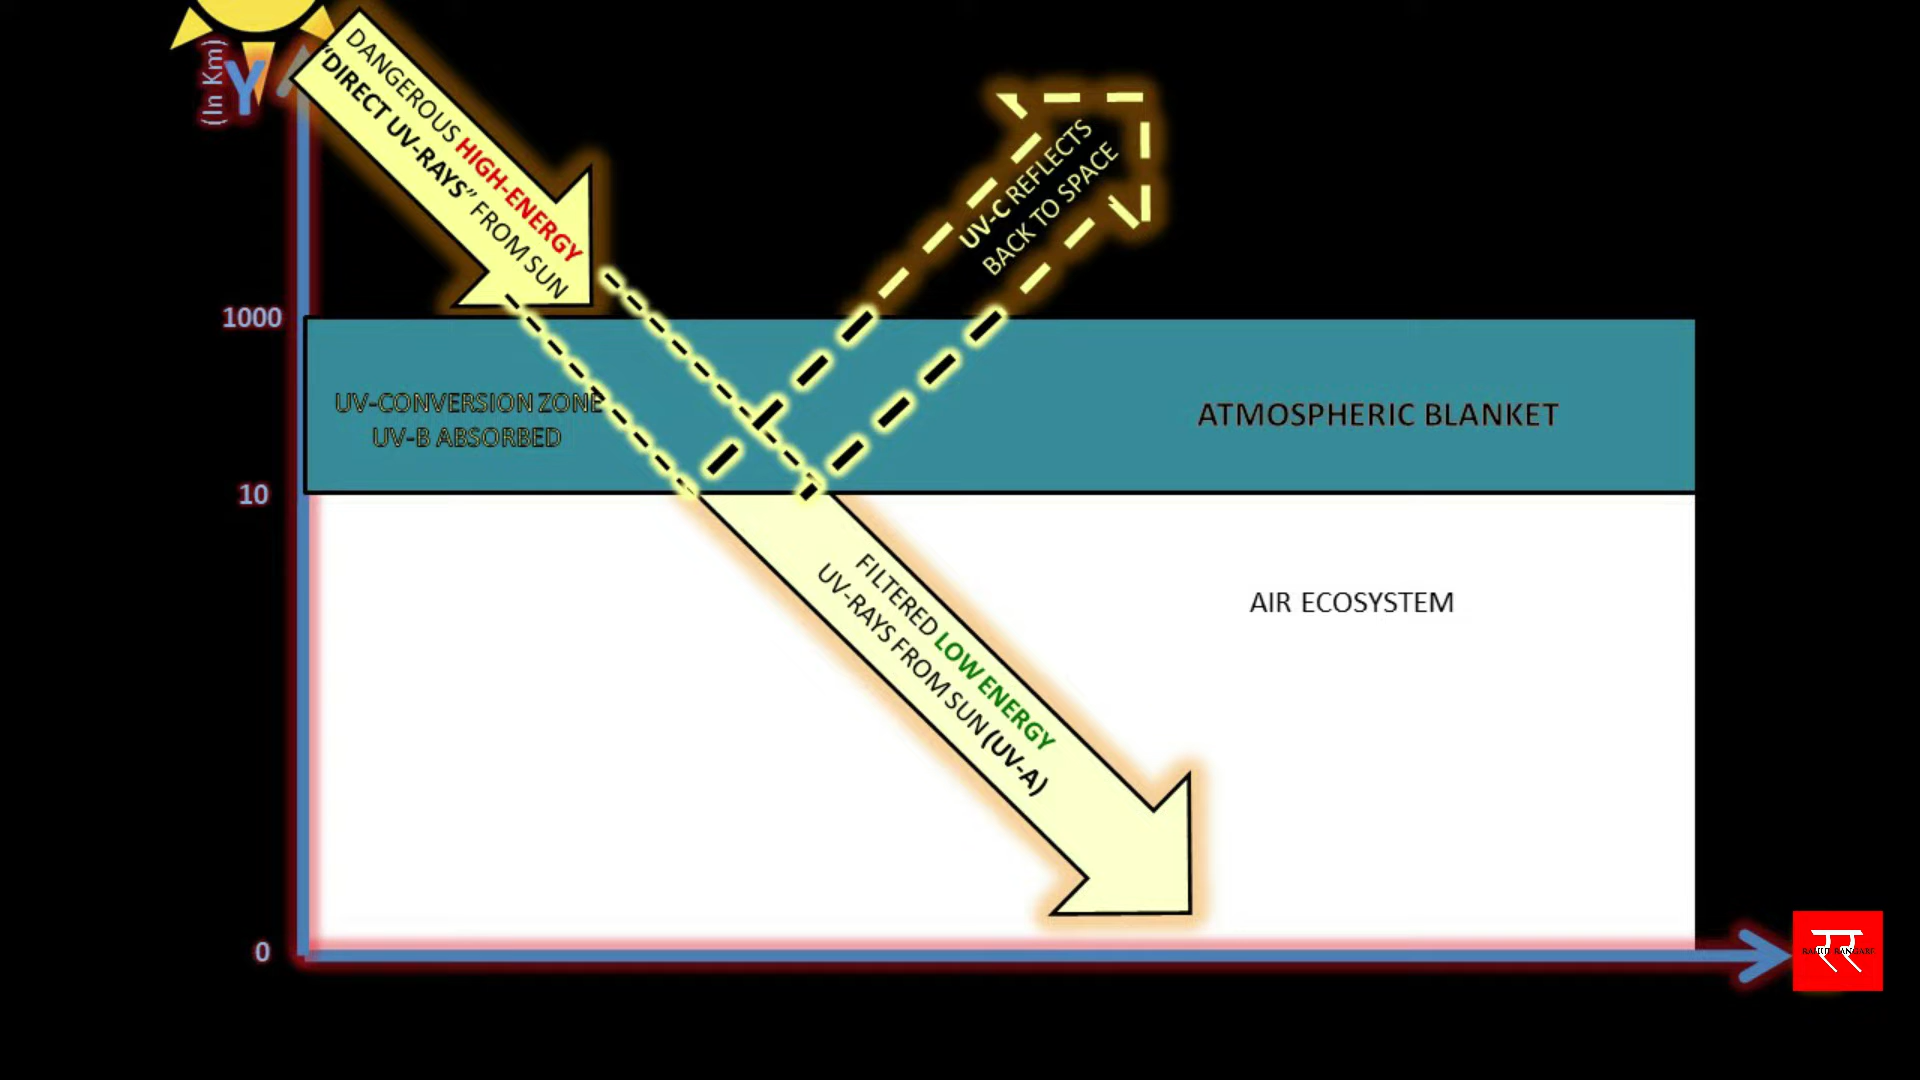 (In Km)
Y
DANGEROUS HIGH-ENERGY
“DIRECT UV-RAYS” FROM SUN
UV-C REFLECTS
BACK TO SPACE
1000
UV-CONVERSION ZONE
UV-B ABSORBED
ATMOSPHERIC BLANKET
10
FILTERED LOW ENERGY
UV-RAYS FROM SUN (UV-A)
AIR ECOSYSTEM
0
रर